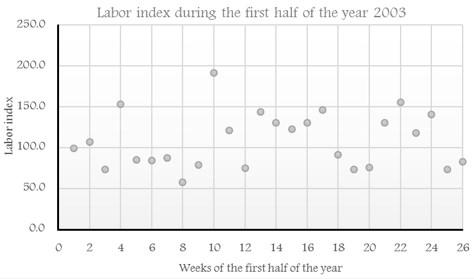 Labor index during the first half of the year 2003
250.0
200.0
150.0
100.0
50.0
0.0
Labor index
0 2 4 6 8 10 12 14 16 18 20 22 24 26
Weeks of the first half of the year